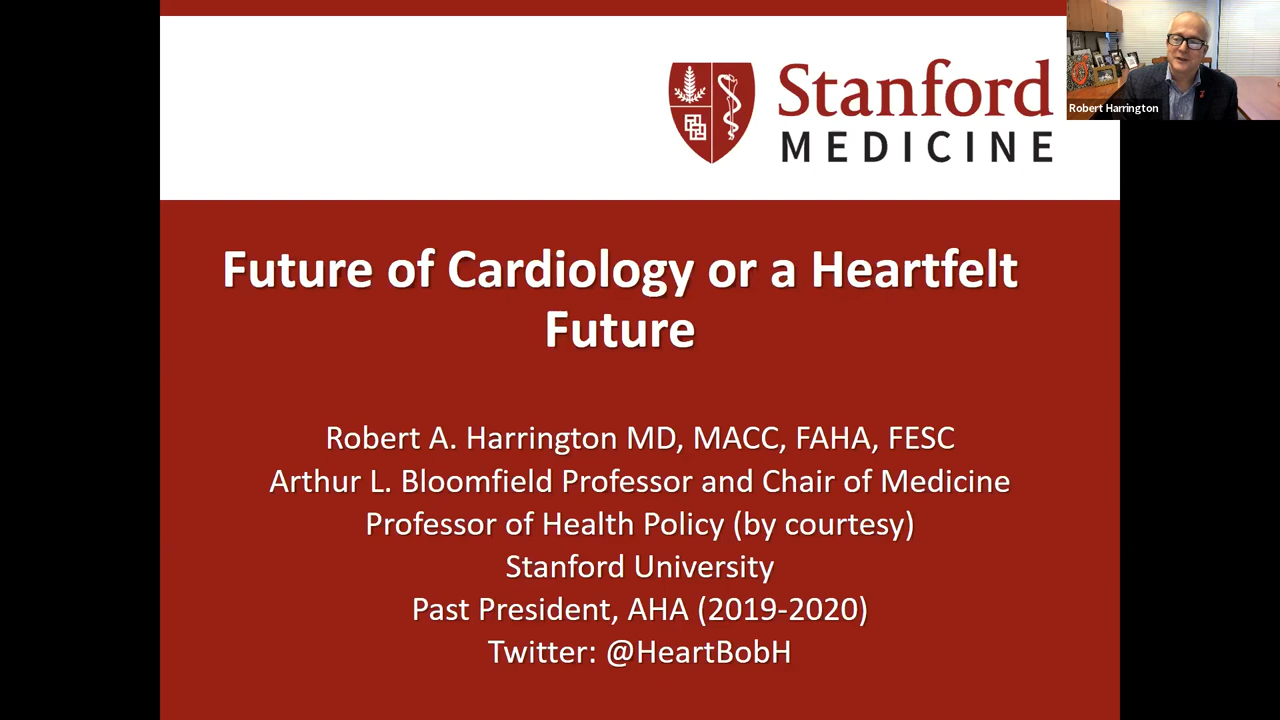 Stanford
MEDICINE
Robert Harrington
Future of Cardiology or a Heartfelt
Future
Robert A. Harrington MD, MACC, FAHA, FESC
Arthur L. Bloomfield Professor and Chair of Medicine
Professor of Health Policy (by courtesy)
Stanford University
Past President, AHA (2019-2020)
Twitter: @HeartBobH